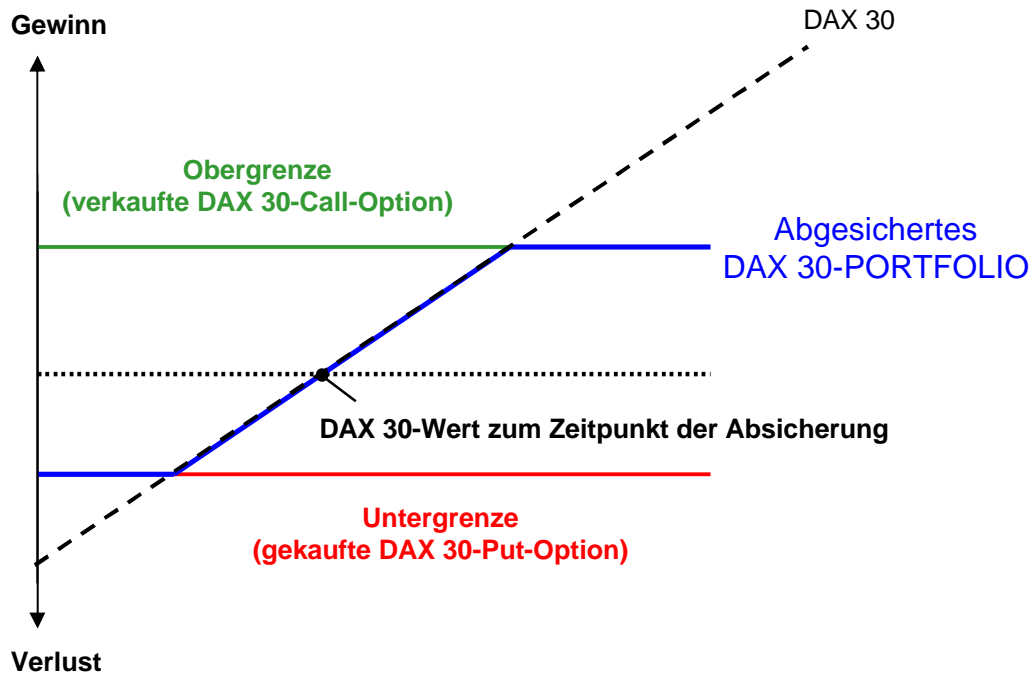 Gewinn
DAX 30
Obergrenze
(verkaufte DAX 30-Call-Option)
Abgesichertes
DAX 30-PORTFOLIO
DAX 30-Wert zum Zeitpunkt der Absicherung
Untergrenze
(gekaufte DAX 30-Put-Option)
Verlust